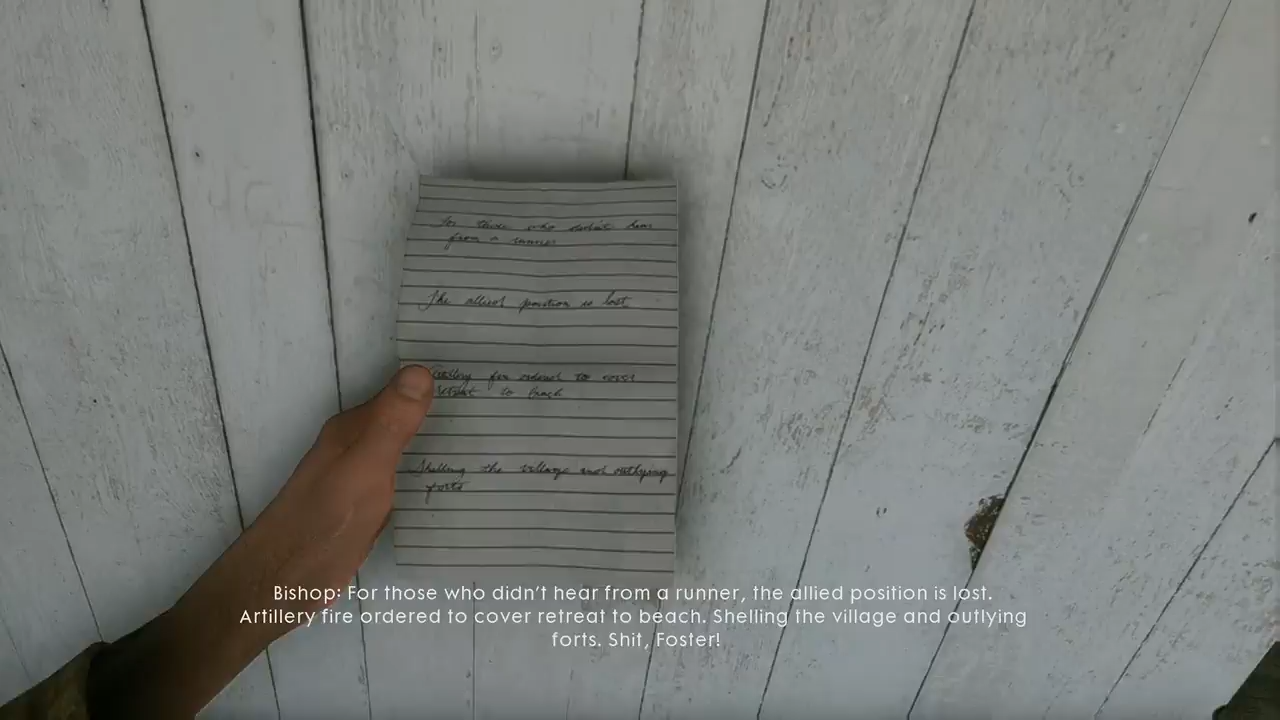 for those who didn't hear
from a runner
The allied position is lost
Artillery fire ordered to cover
retreat to beach
Shelling the village and outlying
forts
Bishop: For those who didn't hear from a runner, the allied position is lost.
Artillery fire ordered to cover retreat to beach. Shelling the village and outlying
forts. Shit, Foster!